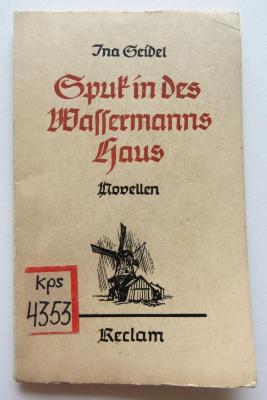 Ina Seidel
Spuk in des
Wassermanns
Haus
Novellen
Kps
4353
Reclam